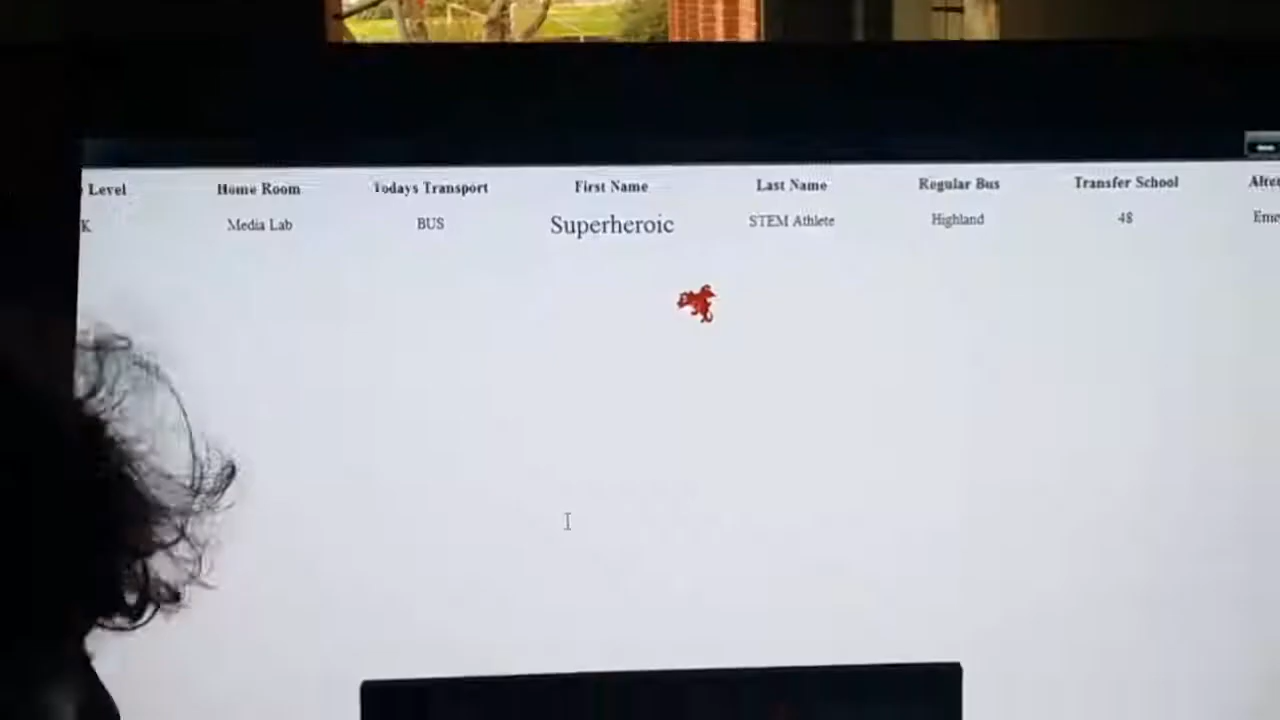 Level Home Room Todays Transport First Name Last Name Regular Bus Transfer School
K Media Lab BUS Superheroic STEM Athlete Highland 48